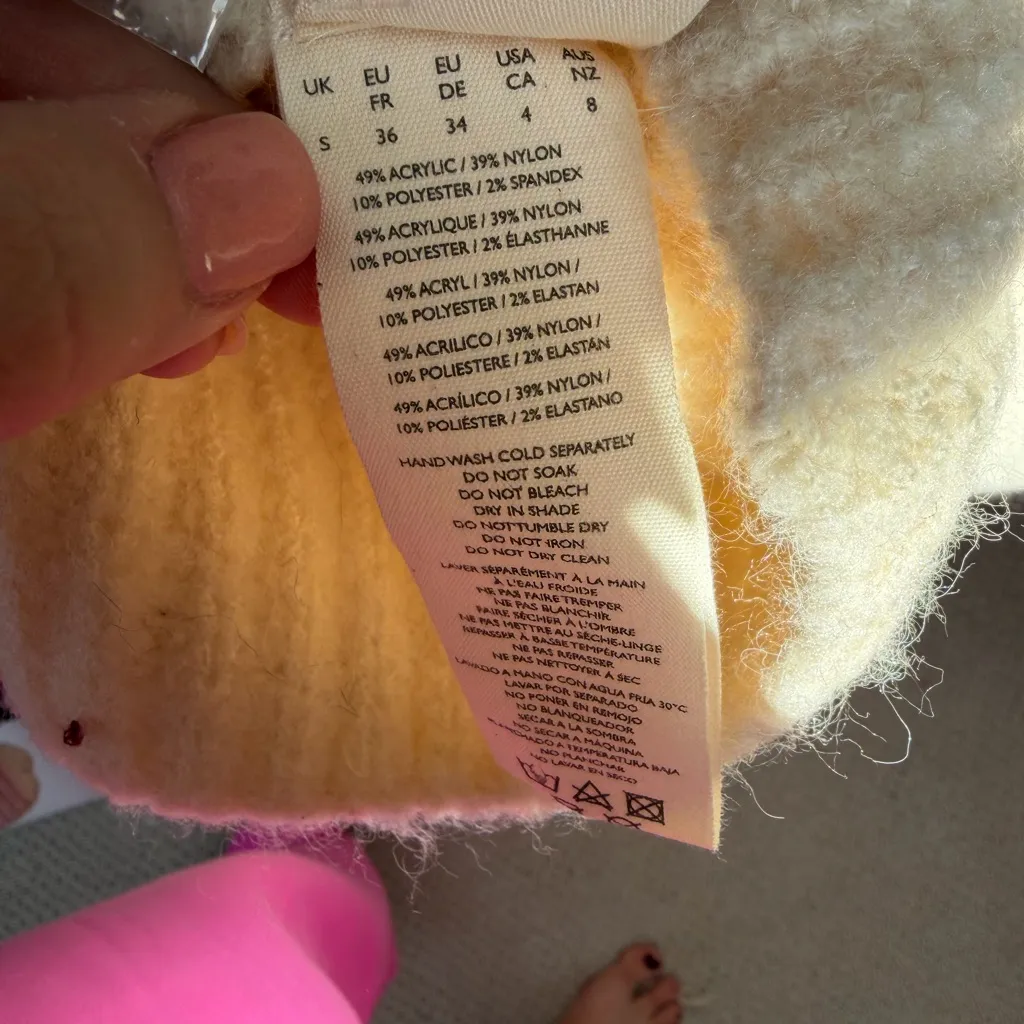 UK EU FR EU DE USA CA AUS NZ
S 36 34 4 8
49% ACRYLIC / 39% NYLON
10% POLYESTER / 2% SPANDEX
49% ACRYLIQUE / 39% NYLON
10% POLYESTER / 2% ÉLASTHANNE
49% ACRYL / 39% NYLON /
10% POLYESTER / 2% ELASTAN
49% ACRILICO / 39% NYLON /
10% POLIESTERE / 2% ELASTÁN
49% ACRÍLICO / 39% NYLON /
10% POLIÉSTER / 2% ELASTANO
HAND WASH COLD SEPARATELY
DO NOT SOAK
DO NOT BLEACH
DRY IN SHADE
DO NOT TUMBLE DRY
DO NOT IRON
DO NOT DRY CLEAN
LAVER SÉPARÉMENT À LA MAIN
À L'EAU FROIDE
NE PAS FAIRE TREMPER
NE PAS BLANCHIR
FAIRE SÉCHER À L'OMBRE
NE PAS METTRE AU SÈCHE-LINGE
REPASSER À BASSE TEMPÉRATURE
NE PAS REPASSER
NE PAS NETTOYER À SEC
LAVADO A MANO CON AGUA FRIA 30°C
LAVAR POR SEPARADO
NO PONER EN REMOJO
NO BLANQUEADOR
SECAR A LA SOMBRA
NO SECAR A MÁQUINA
PLANCHADO A TEMPERATURA BAJA
NO PLANCHAR
NO LAVAR EN SECO